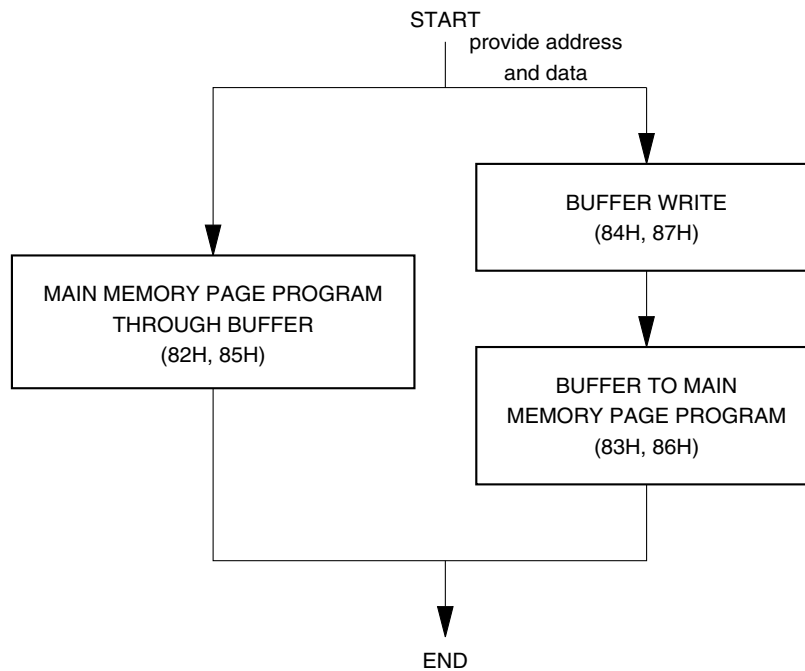 START
provide address
and data
BUFFER WRITE
(84H, 87H)
MAIN MEMORY PAGE PROGRAM
THROUGH BUFFER
(82H, 85H)
BUFFER TO MAIN
MEMORY PAGE PROGRAM
(83H, 86H)
END